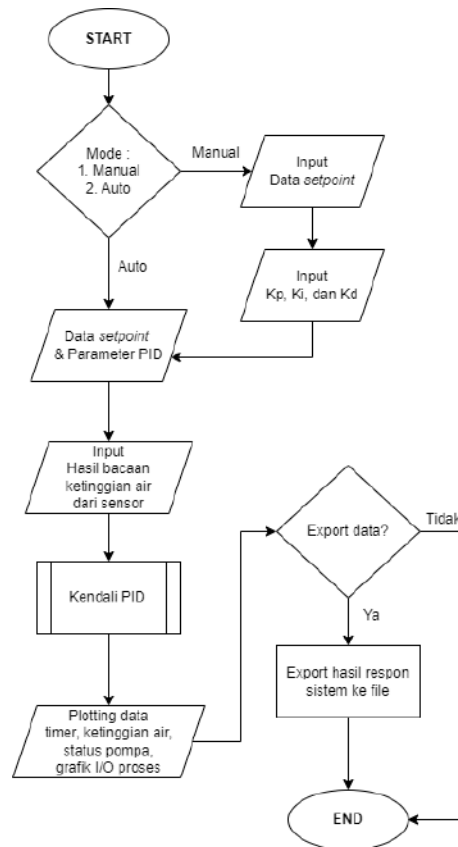 START
Mode :
1. Manual
2. Auto
Manual
Input
Data setpoint
Input
Kp, Ki, dan Kd
Auto
Data setpoint
& Parameter PID
Input
Hasil bacaan
ketinggian air
dari sensor
Kendali PID
Plotting data
timer, ketinggian air,
status pompa,
grafik I/O proses
Export data?
Tidak
Ya
Export hasil respon
sistem ke file
END